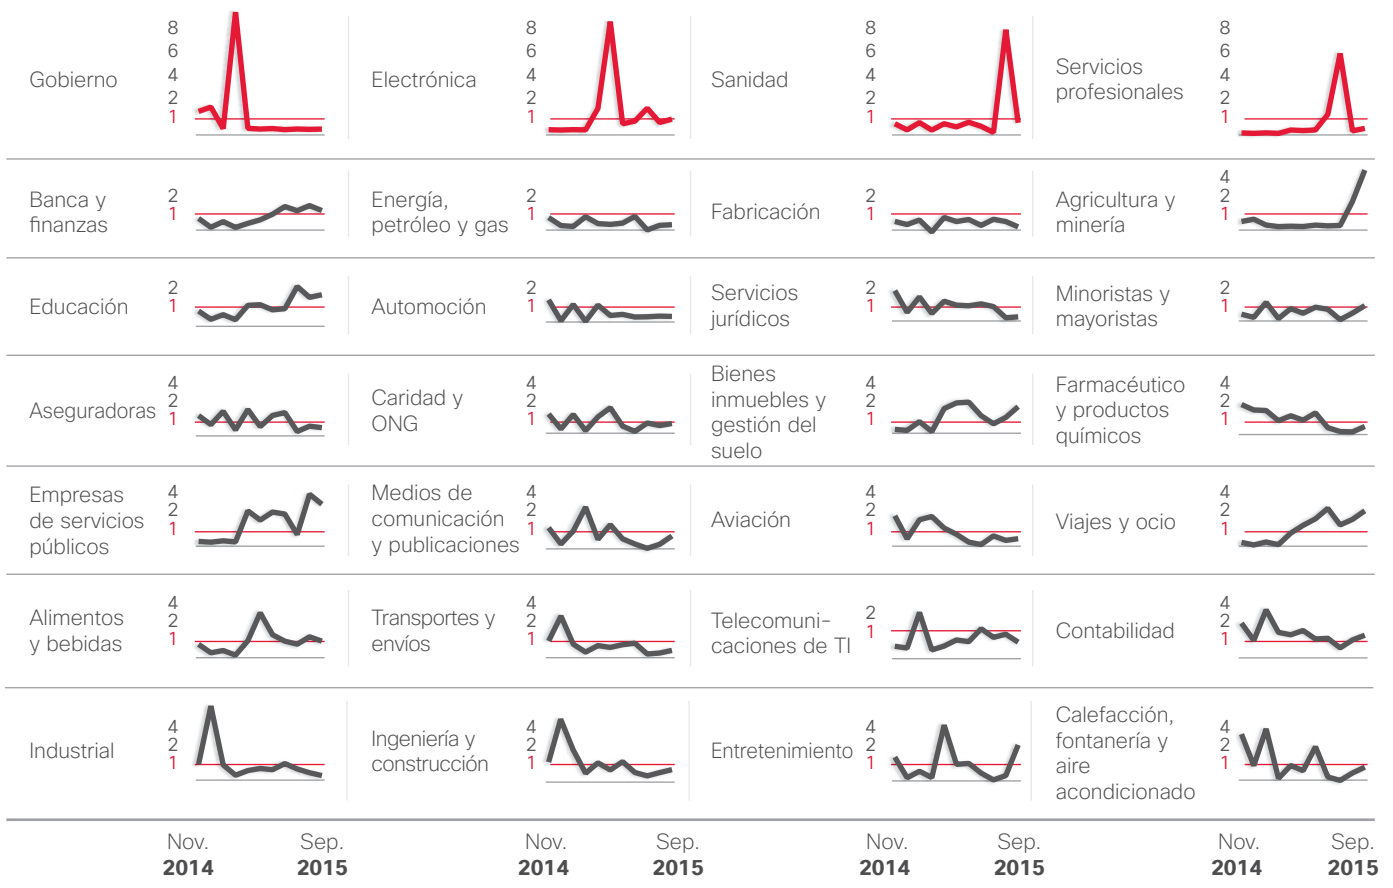 Gobierno
8
6
4
2
1
Electrónica
8
6
4
2
1
Sanidad
8
6
4
2
1
Servicios
profesionales
8
6
4
2
1
Banca y
finanzas
2
1
Energía,
petróleo y gas
2
1
Fabricación
2
1
Agricultura y
minería
4
2
1
Educación
2
1
Automoción
2
1
Servicios
jurídicos
2
1
Minoristas y
mayoristas
2
1
Aseguradoras
4
2
1
Caridad y
ONG
4
2
1
Bienes
inmuebles y
gestión del
suelo
4
2
1
Farmacéutico
y productos
químicos
4
2
1
Empresas
de servicios
públicos
4
2
1
Medios de
comunicación
y publicaciones
4
2
1
Aviación
4
2
1
Viajes y ocio
4
2
1
Alimentos
y bebidas
4
2
1
Transportes y
envíos
4
2
1
Telecomuni-
caciones de TI
2
1
Contabilidad
4
2
1
Industrial
4
2
1
Ingeniería y
construcción
4
2
1
Entretenimiento
4
2
1
Calefacción,
fontanería y
aire
acondicionado
4
2
1
Nov. Sep. Nov. Sep. Nov. Sep. Nov. Sep.
2014 2015 2014 2015 2014 2015 2014 2015